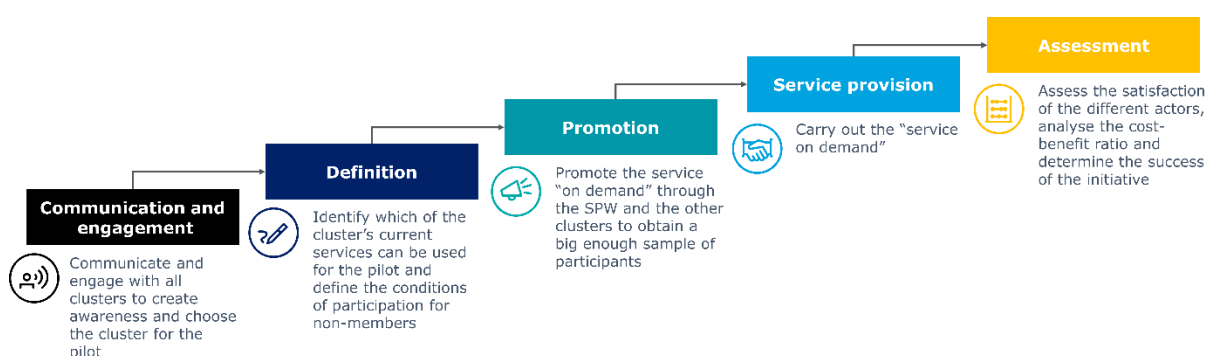 Communication and
engagement
Communicate and
engage with all
clusters to create
awareness and choose
the cluster for the
pilot
Definition
Identify which of the
cluster's current
services can be used
for the pilot and
define the conditions
of participation for
non-members
Promotion
Promote the service
“on demand” through
the SPW and the other
clusters to obtain a
big enough sample of
participants
Service provision
Carry out the “service
on demand”
Assessment
Assess the satisfaction
of the different actors,
analyse the cost-
benefit ratio and
determine the success
of the initiative